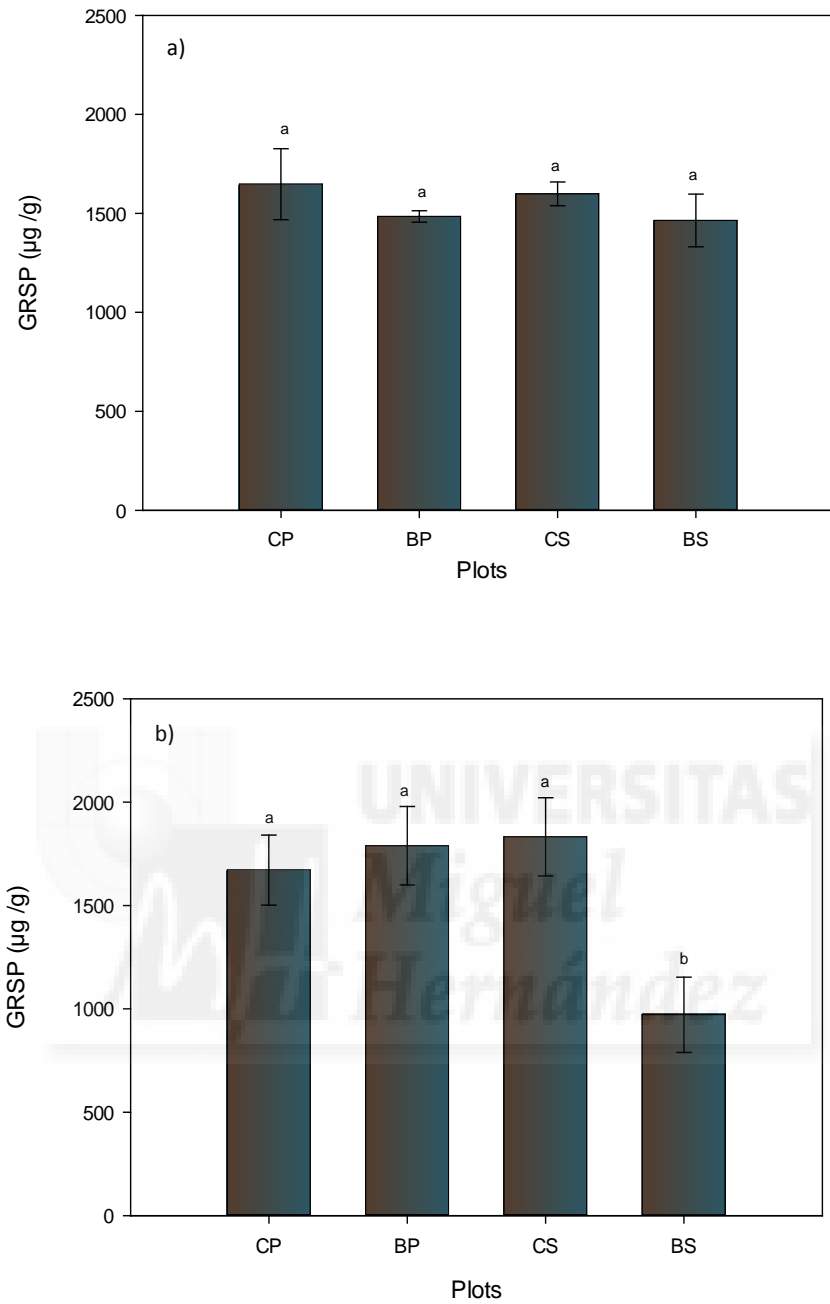 2500
a)
2000
a
a
a
a
1500
GRSP (µg /g)
1000
500
0
CP BP CS BS
Plots
2500
b)
UNIVERSITAS
2000
a
a
a
1500
Miguel
GRSP (µg /g)
b
Hernández
1000
500
0
CP BP CS BS
Plots